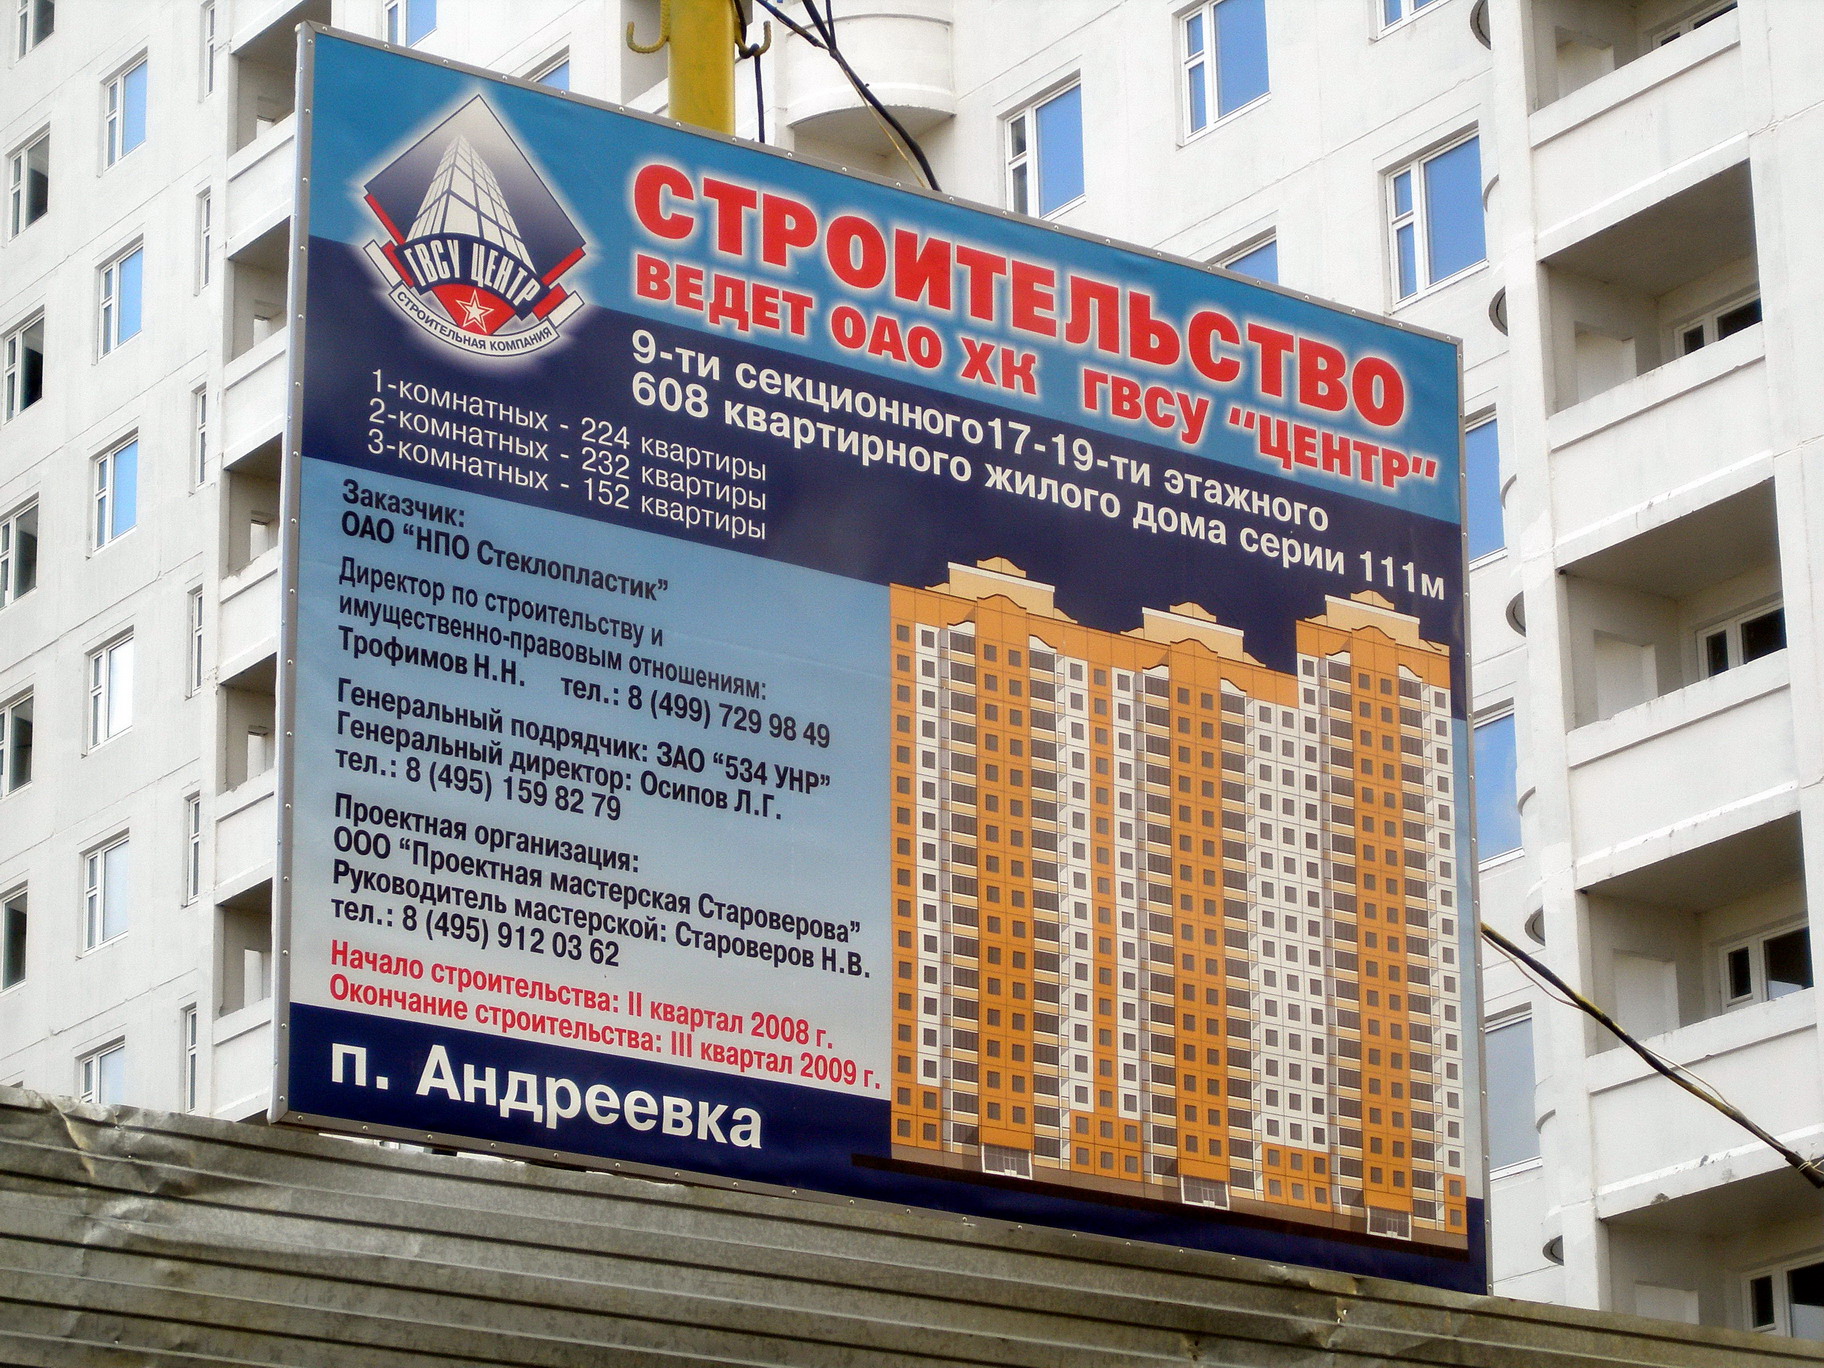 ГВСУ ЦЕНТР
СТРОИТЕЛЬНАЯ КОМПАНИЯ
СТРОИТЕЛЬСТВО
ВЕДЕТ ОАО ХК ГВСУ “ЦЕНТР”
9-ти секционного17-19-ти этажного
608 квартирного жилого дома серии 111м
1-комнатных - 224 квартиры
2-комнатных - 232 квартиры
3-комнатных - 152 квартиры
Заказчик:
ОАО “НПО Стеклопластик”
Директор по строительству и
имущественно-правовым отношениям:
Трофимов Н.Н. тел.: 8 (499) 729 98 49
Генеральный подрядчик: ЗАО “534 УНР”
Генеральный директор: Осипов Л.Г.
тел.: 8 (495) 159 82 79
Проектная организация:
ООО “Проектная мастерская Староверова”
Руководитель мастерской: Староверов Н.В.
тел.: 8 (495) 912 03 62
Начало строительства: II квартал 2008 г.
Окончание строительства: III квартал 2009 г.
п. Андреевка